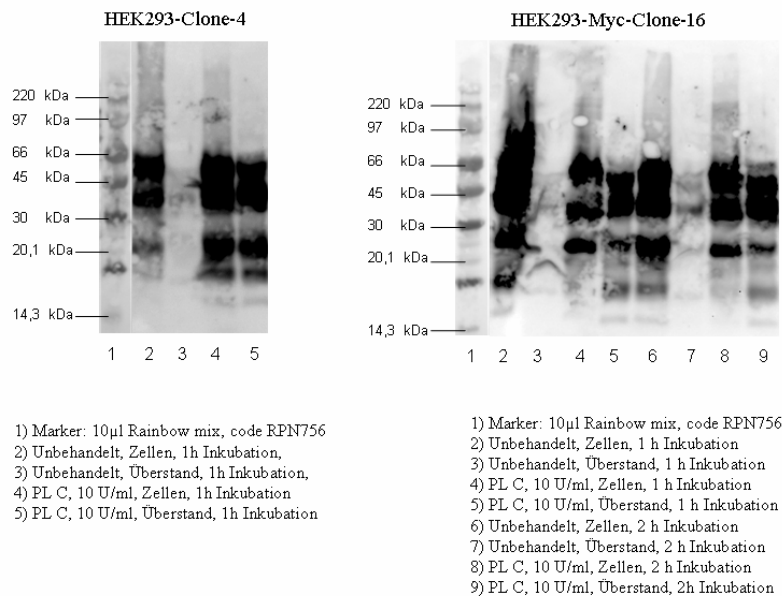 HEK293-Clone-4
220 kDa
97 kDa
66 kDa
45 kDa
30 kDa
20,1 kDa
14,3 kDa
1 2 3 4 5
1) Marker: 10µl Rainbow mix, code RPN756
2) Unbehandelt, Zellen, 1h Inkubation,
3) Unbehandelt, Überstand, 1h Inkubation,
4) PL C, 10 U/ml, Zellen, 1h Inkubation
5) PL C, 10 U/ml, Überstand, 1h Inkubation
HEK293-Myc-Clone-16
220 kDa
97 kDa
66 kDa
45 kDa
30 kDa
20,1 kDa
14,3 kDa
1 2 3 4 5 6 7 8 9
1) Marker: 10µl Rainbow mix, code RPN756
2) Unbehandelt, Zellen, 1 h Inkubation
3) Unbehandelt, Überstand, 1 h Inkubation
4) PL C, 10 U/ml, Zellen, 1 h Inkubation
5) PL C, 10 U/ml, Überstand, 1 h Inkubation
6) Unbehandelt, Zellen, 2 h Inkubation
7) Unbehandelt, Überstand, 2 h Inkubation
8) PL C, 10 U/ml, Zellen, 2 h Inkubation
9) PL C, 10 U/ml, Überstand, 2h Inkubation